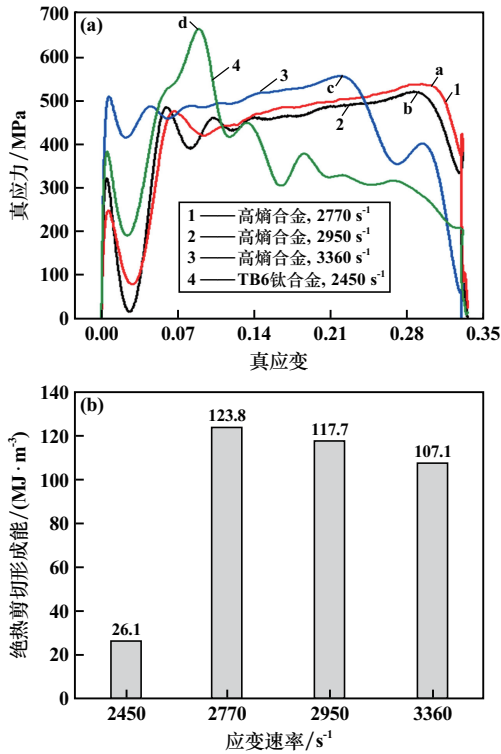 (a)
700
600
500
400
300
200
100
0
真应力/MPa
d
4
3
c
2
a
1
b
1 高熵合金, 2770 s⁻¹
2 高熵合金, 2950 s⁻¹
3 高熵合金, 3360 s⁻¹
4 TB6钛合金, 2450 s⁻¹
0.00 0.07 0.14 0.21 0.28 0.35
真应变
(b)
140
120
100
80
60
40
20
0
绝热剪切形成能/(MJ·m⁻³)
26.1
123.8
117.7
107.1
2450 2770 2950 3360
应变速率/s⁻¹